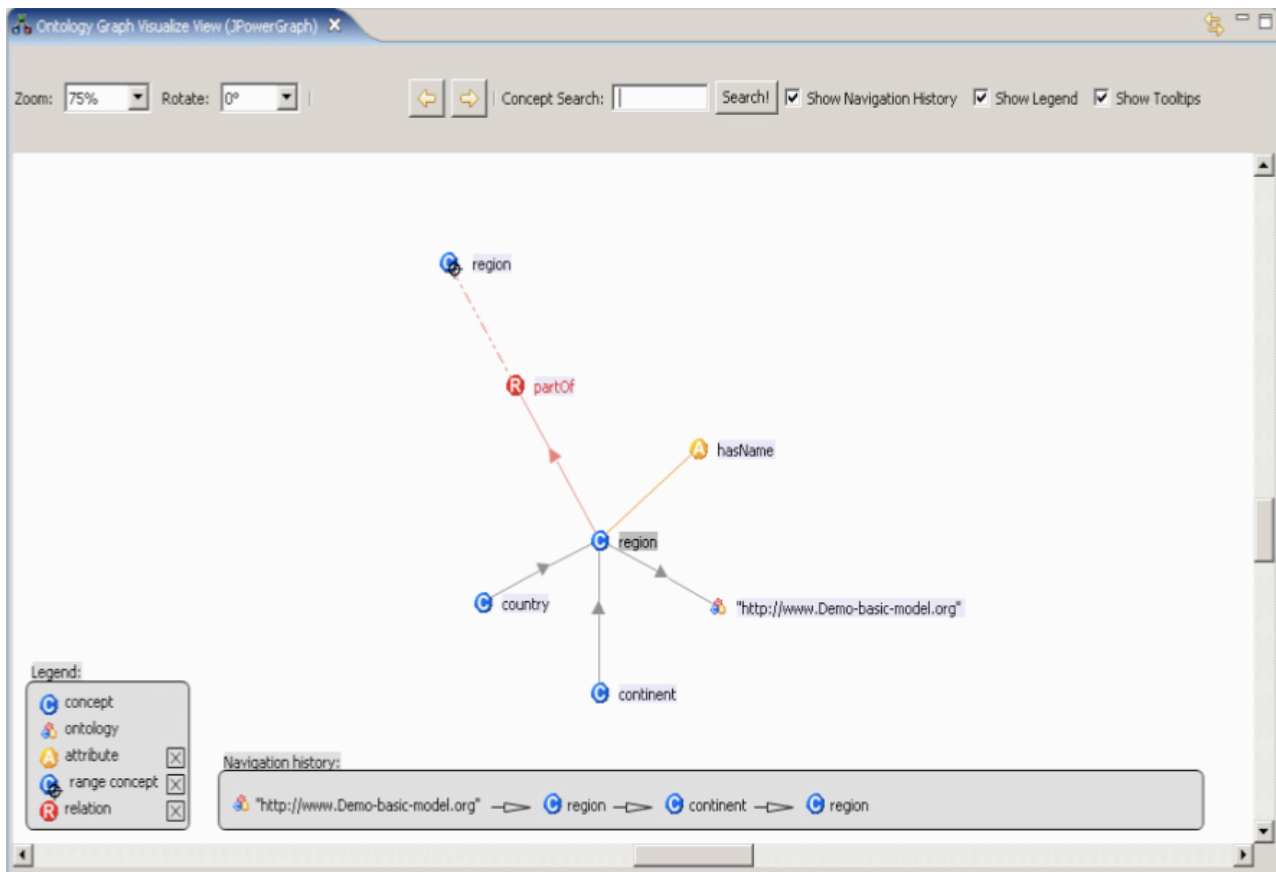 Ontology Graph Visualize View (JPowerGraph)
Zoom: 75% Rotate: 0° Concept Search: Search! Show Navigation History Show Legend Show Tooltips
region
R partOf
A hasName
C region
C country
"http://www.Demo-basic-model.org"
C continent
Legend:
C concept
ontology
A attribute
C range concept
R relation
Navigation history:
"http://www.Demo-basic-model.org" C region C continent C region